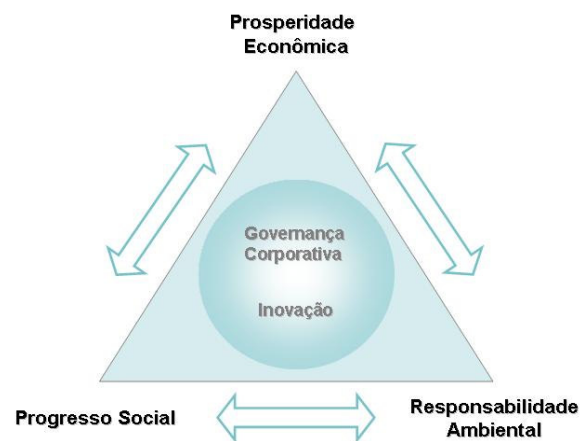 Prosperidade
Econômica
Governança
Corporativa
Inovação
Progresso Social
Responsabilidade
Ambiental